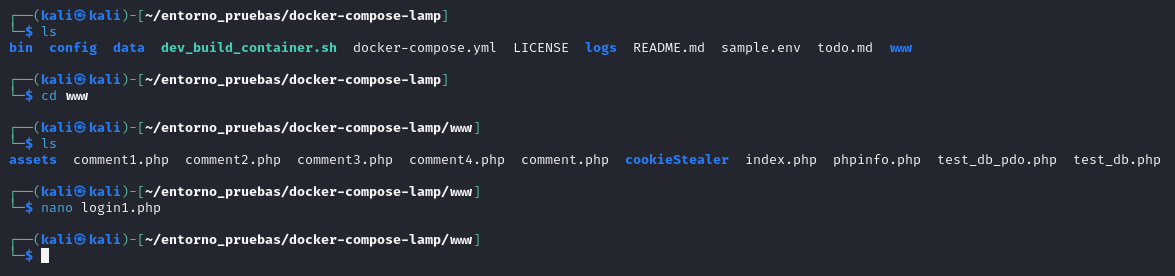 ┌──(kali㉿kali)-[~/entorno_pruebas/docker-compose-lamp]
└─$ ls
bin  config  data  dev_build_container.sh  docker-compose.yml  LICENSE  logs  README.md  sample.env  todo.md  www
┌──(kali㉿kali)-[~/entorno_pruebas/docker-compose-lamp]
└─$ cd www
┌──(kali㉿kali)-[~/entorno_pruebas/docker-compose-lamp/www]
└─$ ls
assets  comment1.php  comment2.php  comment3.php  comment4.php  comment.php  cookieStealer  index.php  phpinfo.php  test_db_pdo.php  test_db.php
┌──(kali㉿kali)-[~/entorno_pruebas/docker-compose-lamp/www]
└─$ nano login1.php
┌──(kali㉿kali)-[~/entorno_pruebas/docker-compose-lamp/www]
└─$